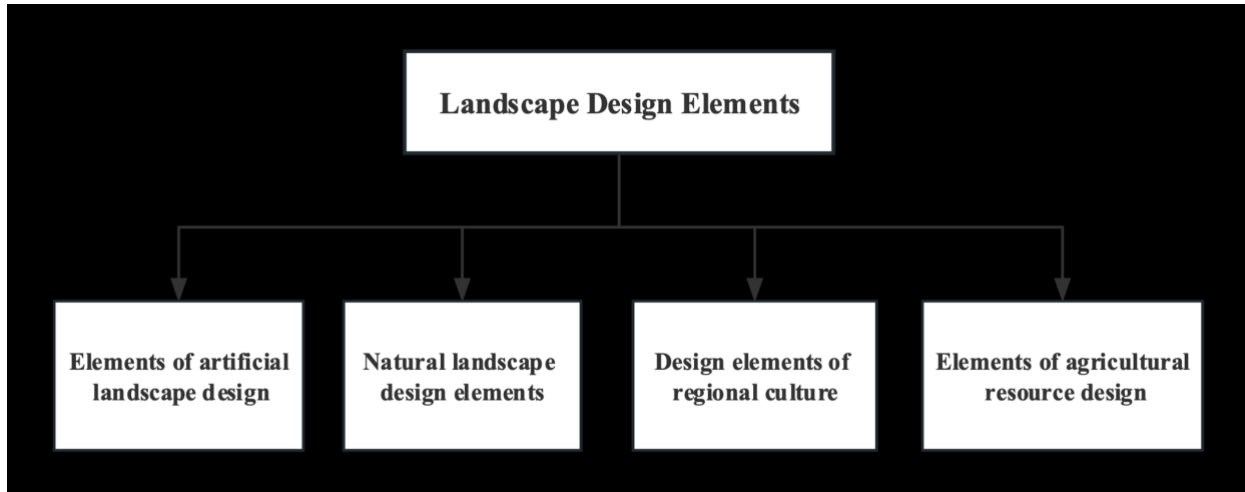 Landscape Design Elements
Elements of artificial
landscape design
Natural landscape
design elements
Design elements of
regional culture
Elements of agricultural
resource design